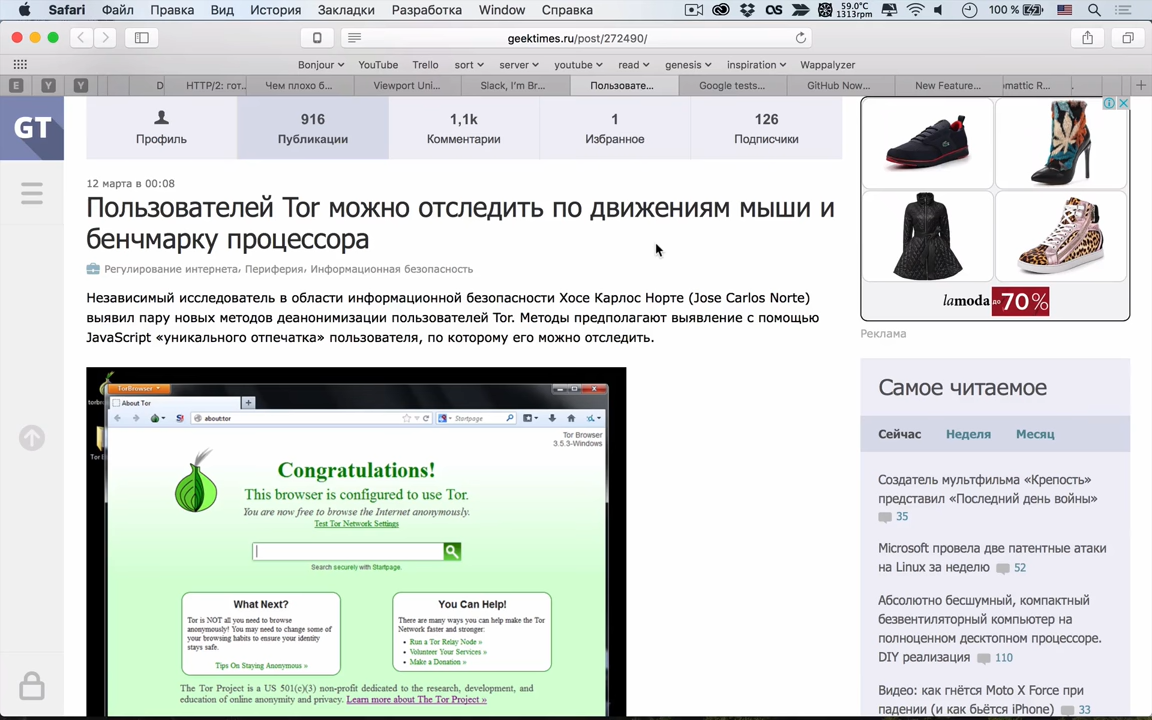 Safari Файл Правка Вид История Закладки Разработка Window Справка
59.0°C
1313rpm
100 %
geektimes.ru/post/272490/
Bonjour YouTube Trello sort server youtube read genesis inspiration Wappalyzer
E Y Y D HTTP/2: гот... Чем плохо б... Viewport Uni... Slack, I'm Br... Пользовате... Google tests... GitHub Now... New Feature... omattic R...
GT
Профиль
916
Публикации
1,1k
Комментарии
1
Избранное
126
Подписчики
12 марта в 00:08
Пользователей Tor можно отследить по движениям мыши и
бенчмарку процессора
Регулирование интернета, Периферия, Информационная безопасность
Независимый исследователь в области информационной безопасности Хосе Карлос Норте (Jose Carlos Norte)
выявил пару новых методов деанонимизации пользователей Tor. Методы предполагают выявление с помощью
JavaScript «уникального отпечатка» пользователя, по которому его можно отследить.
TorBrowser
About Tor
about:tor
Startpage
Tor Browser
3.5.3-Windows
Congratulations!
This browser is configured to use Tor.
You are now free to browse the Internet anonymously.
Test Tor Network Settings
Search securely with Startpage.
What Next?
Tor is NOT all you need to browse
anonymously! You may need to change some
of your browsing habits to ensure your identity
stays safe.
Tips On Staying Anonymous »
You Can Help!
There are many ways you can help make the Tor
Network faster and stronger:
Run a Tor Relay Node »
Volunteer Your Services »
Make a Donation »
The Tor Project is a US 501(c)(3) non-profit dedicated to the research, development, and
education of online anonymity and privacy. Learn more about The Tor Project »
lamoda до 70%
Реклама
Самое читаемое
Сейчас Неделя Месяц
Создатель мультфильма «Крепость»
представил «Последний день войны»
35
Microsoft провела две патентные атаки
на Linux за неделю 52
Абсолютно бесшумный, компактный
безвентиляторный компьютер на
полноценном десктопном процессоре.
DIY реализация 110
Видео: как гнётся Moto X Force при
падении (и как бьётся iPhone) 33